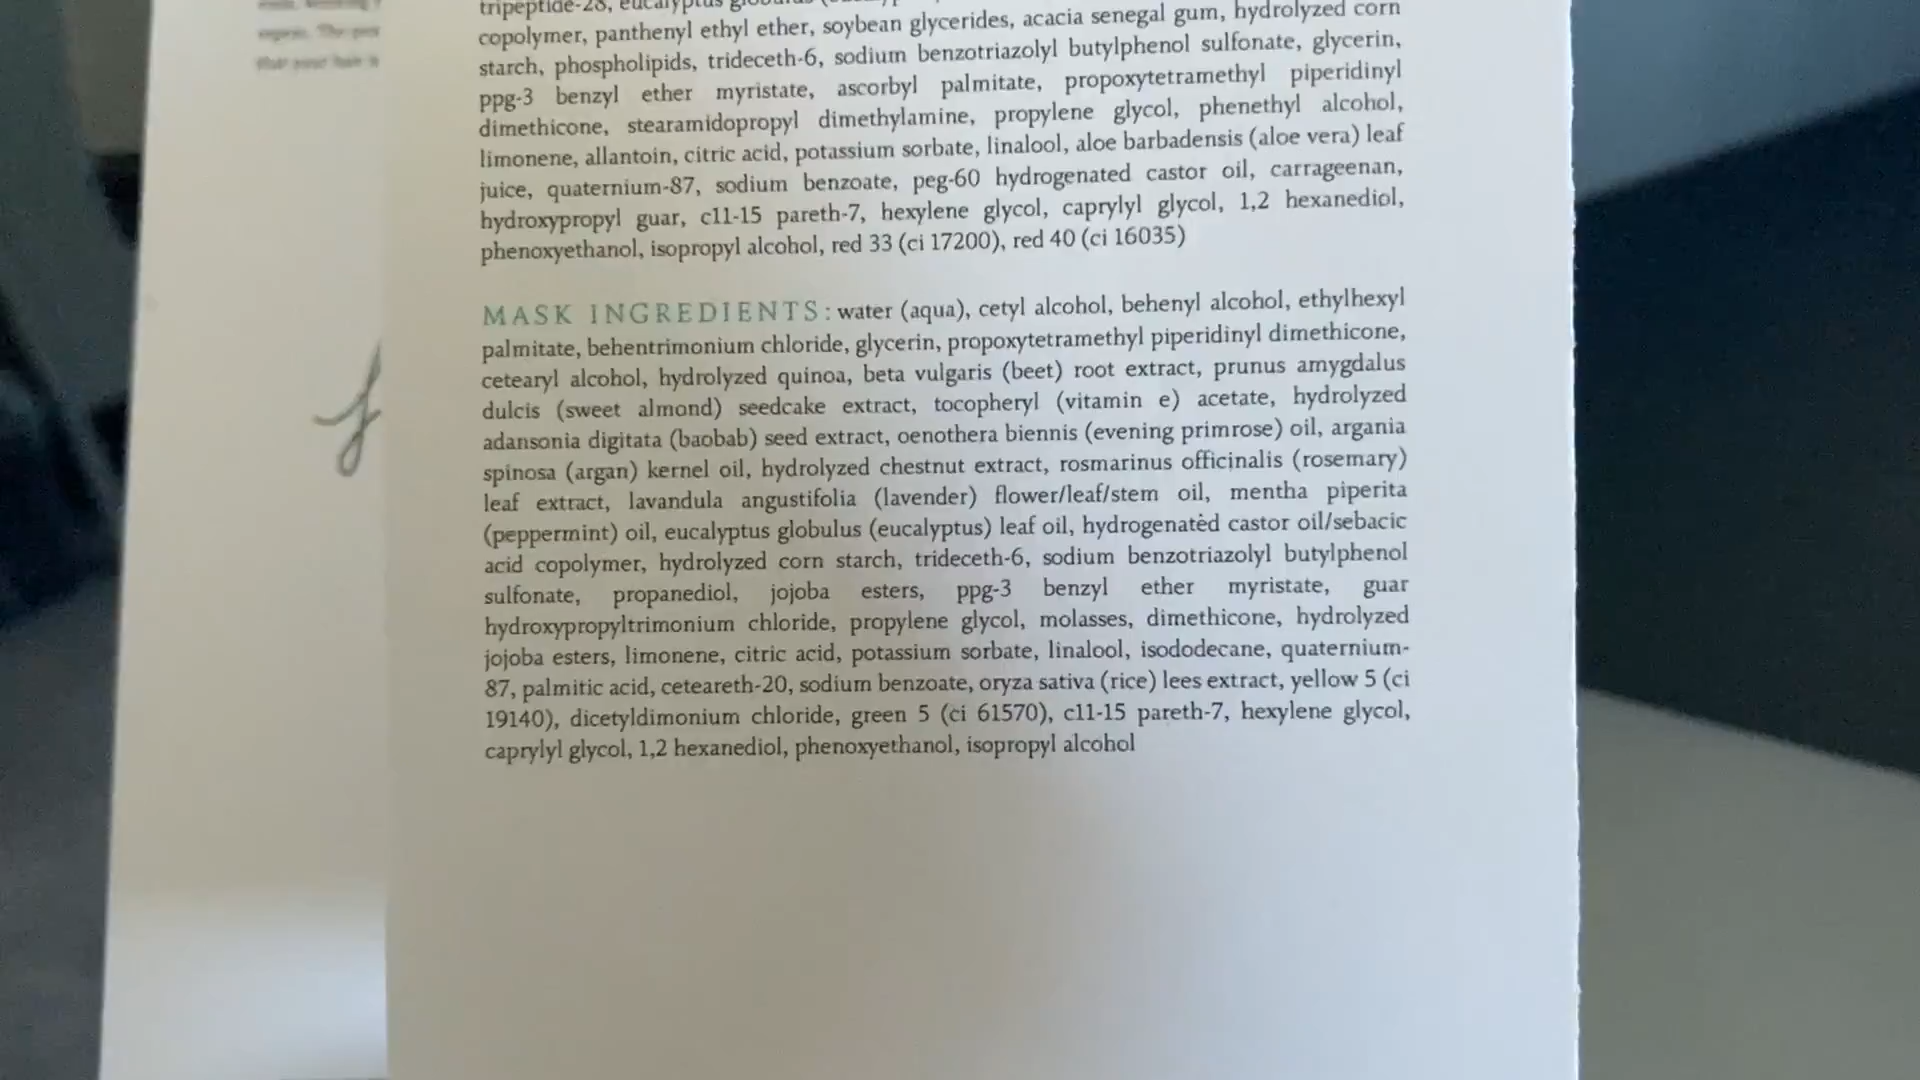 tripeptide-28, eucalyptus globulus
copolymer, panthenyl ethyl ether, soybean glycerides, acacia senegal gum, hydrolyzed corn
starch, phospholipids, trideceth-6, sodium benzotriazolyl butylphenol sulfonate, glycerin,
ppg-3 benzyl ether myristate, ascorbyl palmitate, propoxytetramethyl piperidinyl
dimethicone, stearamidopropyl dimethylamine, propylene glycol, phenethyl alcohol,
limonene, allantoin, citric acid, potassium sorbate, linalool, aloe barbadensis (aloe vera) leaf
juice, quaternium-87, sodium benzoate, peg-60 hydrogenated castor oil, carrageenan,
hydroxypropyl guar, c11-15 pareth-7, hexylene glycol, caprylyl glycol, 1,2 hexanediol,
phenoxyethanol, isopropyl alcohol, red 33 (ci 17200), red 40 (ci 16035)
MASK INGREDIENTS: water (aqua), cetyl alcohol, behenyl alcohol, ethylhexyl
palmitate, behentrimonium chloride, glycerin, propoxytetramethyl piperidinyl dimethicone,
cetearyl alcohol, hydrolyzed quinoa, beta vulgaris (beet) root extract, prunus amygdalus
dulcis (sweet almond) seedcake extract, tocopheryl (vitamin e) acetate, hydrolyzed
adansonia digitata (baobab) seed extract, oenothera biennis (evening primrose) oil, argania
spinosa (argan) kernel oil, hydrolyzed chestnut extract, rosmarinus officinalis (rosemary)
leaf extract, lavandula angustifolia (lavender) flower/leaf/stem oil, mentha piperita
(peppermint) oil, eucalyptus globulus (eucalyptus) leaf oil, hydrogenated castor oil/sebacic
acid copolymer, hydrolyzed corn starch, trideceth-6, sodium benzotriazolyl butylphenol
sulfonate, propanediol, jojoba esters, ppg-3 benzyl ether myristate, guar
hydroxypropyltrimonium chloride, propylene glycol, molasses, dimethicone, hydrolyzed
jojoba esters, limonene, citric acid, potassium sorbate, linalool, isododecane, quaternium-
87, palmitic acid, ceteareth-20, sodium benzoate, oryza sativa (rice) lees extract, yellow 5 (ci
19140), dicetyldimonium chloride, green 5 (ci 61570), c11-15 pareth-7, hexylene glycol,
caprylyl glycol, 1,2 hexanediol, phenoxyethanol, isopropyl alcohol